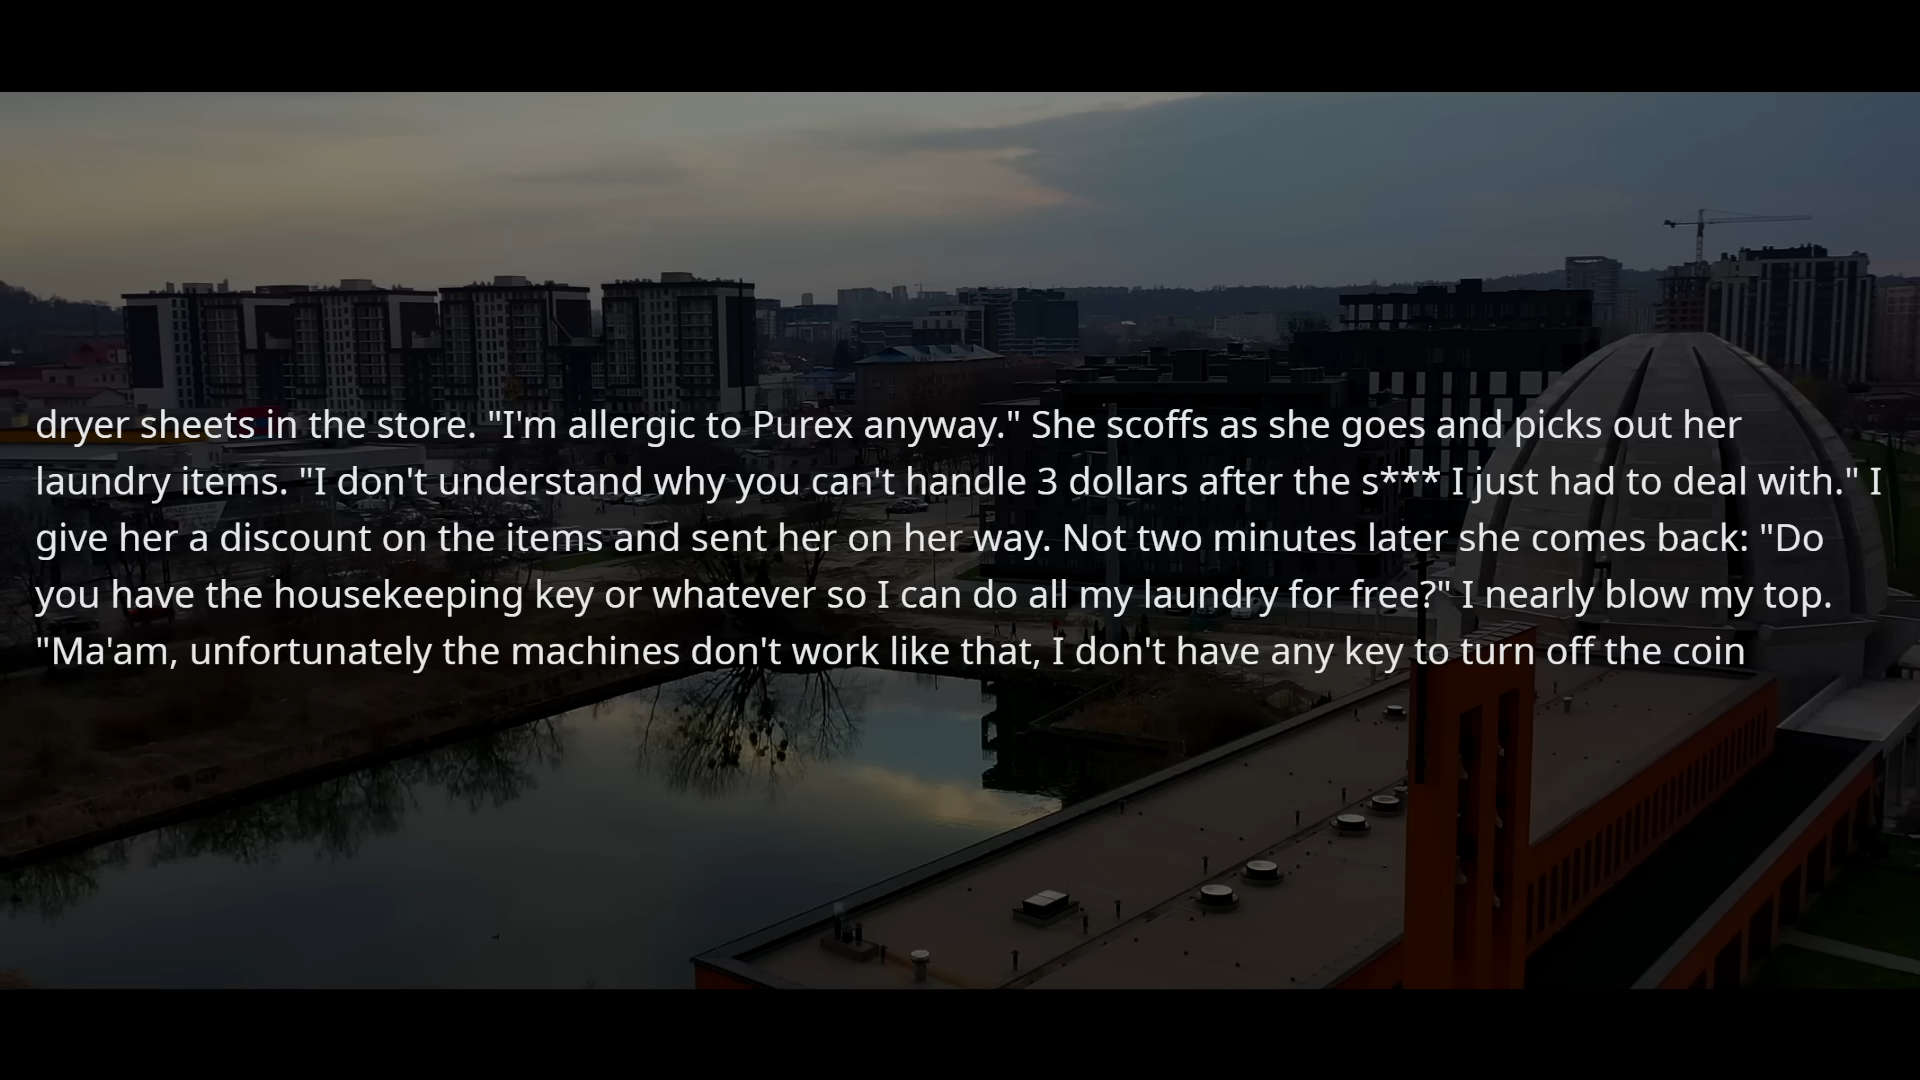 dryer sheets in the store. "I'm allergic to Purex anyway." She scoffs as she goes and picks out her
laundry items. "I don't understand why you can't handle 3 dollars after the s*** I just had to deal with." I
give her a discount on the items and sent her on her way. Not two minutes later she comes back: "Do
you have the housekeeping key or whatever so I can do all my laundry for free?" I nearly blow my top.
"Ma'am, unfortunately the machines don't work like that, I don't have any key to turn off the coin